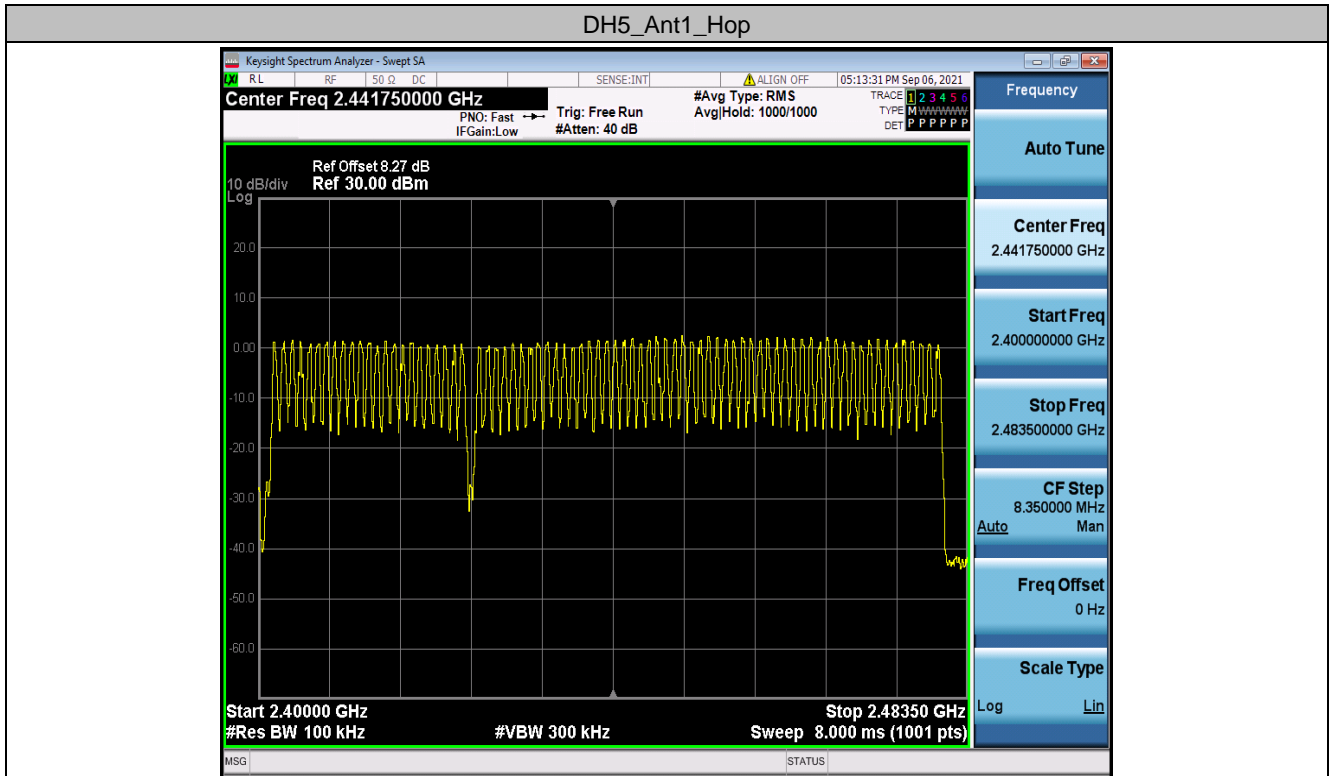 DH5_Ant1_Hop
Keysight Spectrum Analyzer - Swept SA
LXI RL RF 50 Ω DC SENSE:INT ALIGN OFF 05:13:31 PM Sep 06, 2021
Center Freq 2.441750000 GHz
PNO: Fast
IFGain:Low
Trig: Free Run
#Atten: 40 dB
#Avg Type: RMS
Avg|Hold: 1000/1000
TRACE 1 2 3 4 5 6
TYPE M WWWWW
DET P P P P P P
10 dB/div
Log
Ref Offset 8.27 dB
Ref 30.00 dBm
20.0
10.0
0.00
-10.0
-20.0
-30.0
-40.0
-50.0
-60.0
Start 2.40000 GHz
Stop 2.48350 GHz
#Res BW 100 kHz
#VBW 300 kHz
Sweep 8.000 ms (1001 pts)
MSG
STATUS
Frequency
Auto Tune
Center Freq
2.441750000 GHz
Start Freq
2.400000000 GHz
Stop Freq
2.483500000 GHz
CF Step
8.350000 MHz
Auto Man
Freq Offset
0 Hz
Scale Type
Log Lin